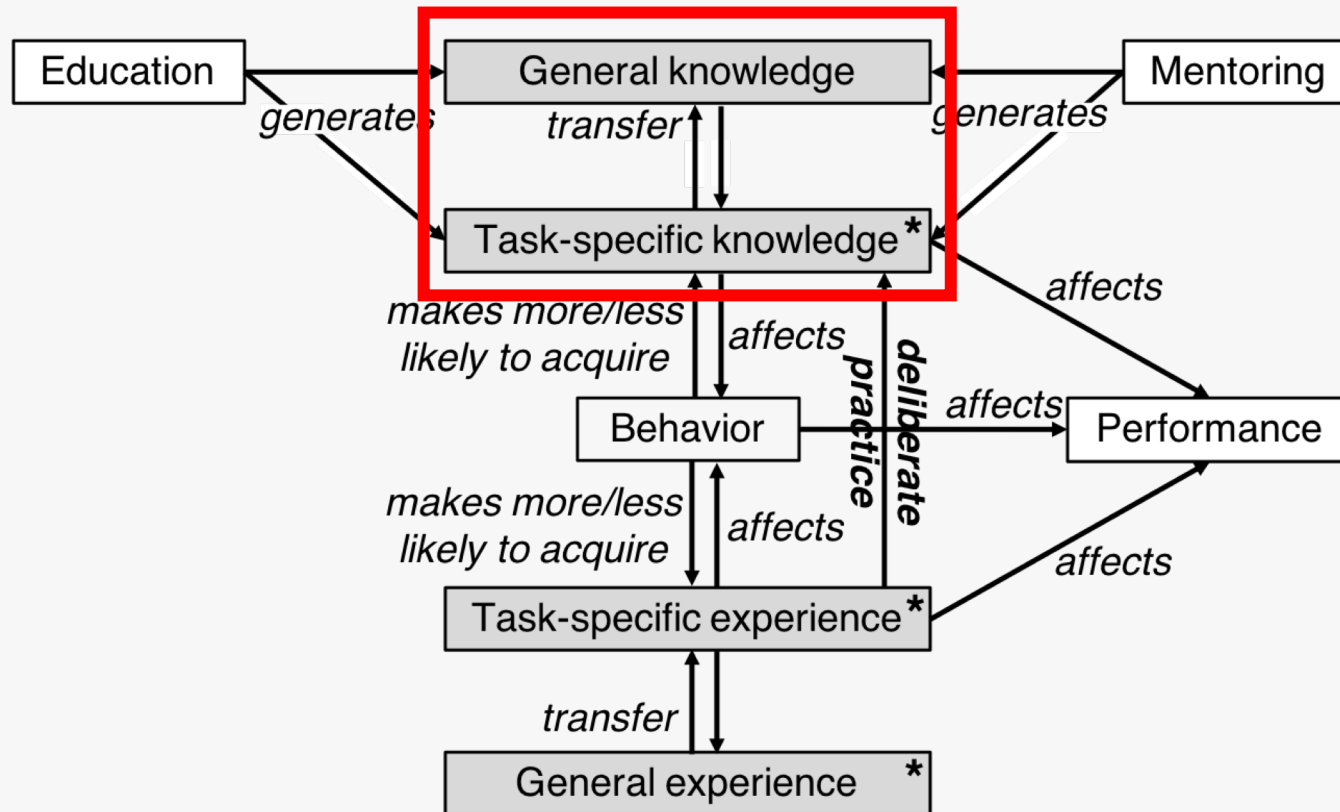 Education
General knowledge
Mentoring
generates
transfer
generates
Task-specific knowledge*
makes more/less
likely to acquire
affects
affects
deliberate
practice
Behavior
affects
Performance
makes more/less
likely to acquire
affects
affects
Task-specific experience*
transfer
General experience *